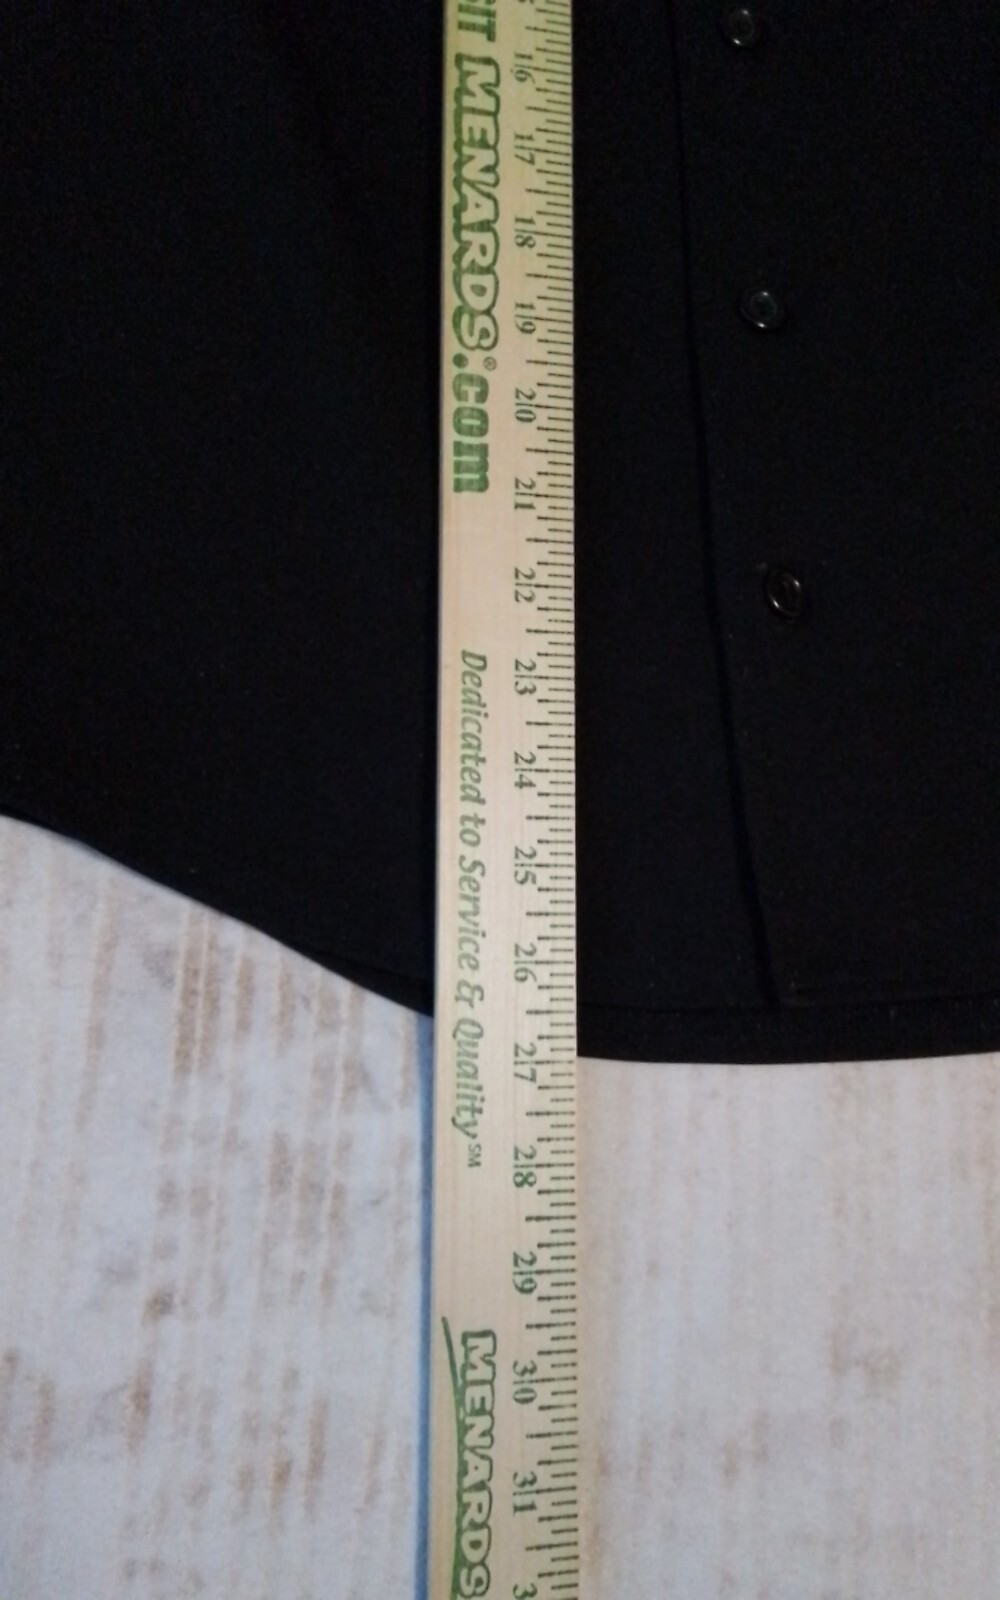 MENARDS®.com
Dedicated to Service & Quality℠
MENARDS
16 17 18 19 20 21 22 23 24 25 26 27 28 29 30 31